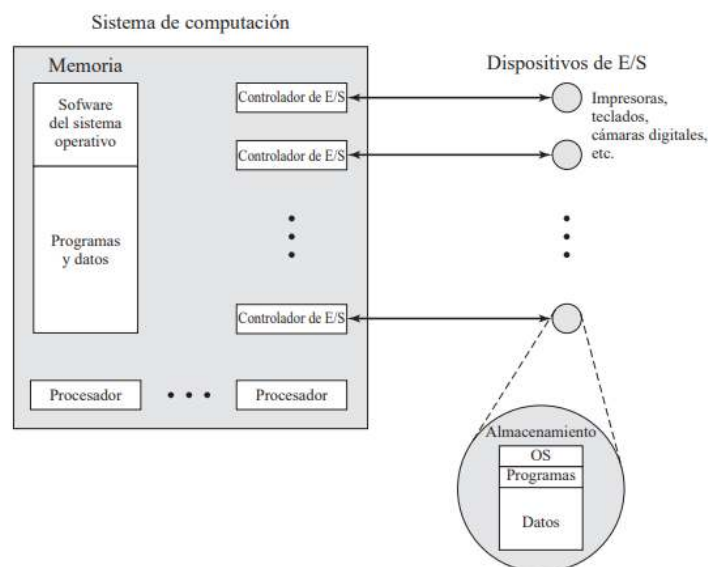 Sistema de computación
Memoria
Sofware
del sistema
operativo
Programas
y datos
Controlador de E/S
Controlador de E/S
Controlador de E/S
Procesador
Procesador
Dispositivos de E/S
Impresoras,
teclados,
cámaras digitales,
etc.
Almacenamiento
OS
Programas
Datos